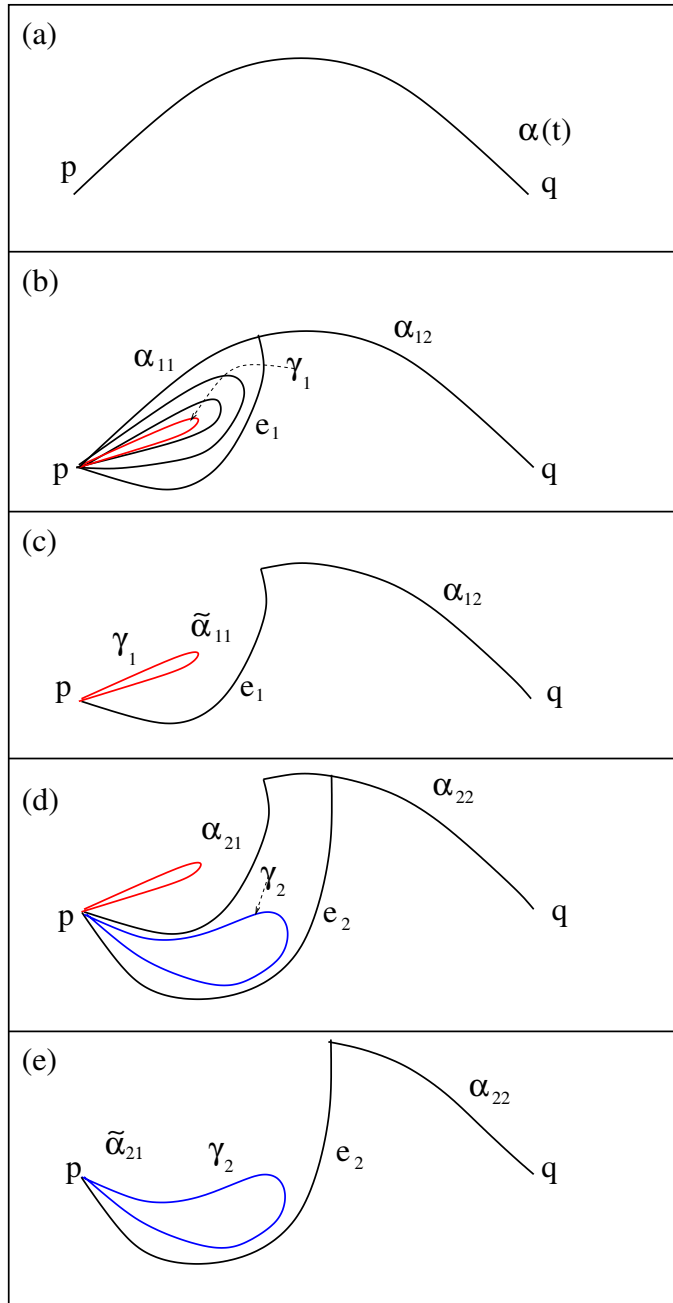 (a)
p
α(t)
q
(b)
α₁₁
α₁₂
γ₁
e₁
p
q
(c)
α₁₂
γ₁
α̃₁₁
p
e₁
q
(d)
α₂₂
α₂₁
γ₂
p
e₂
q
(e)
α₂₂
α̃₂₁
γ₂
e₂
p
q